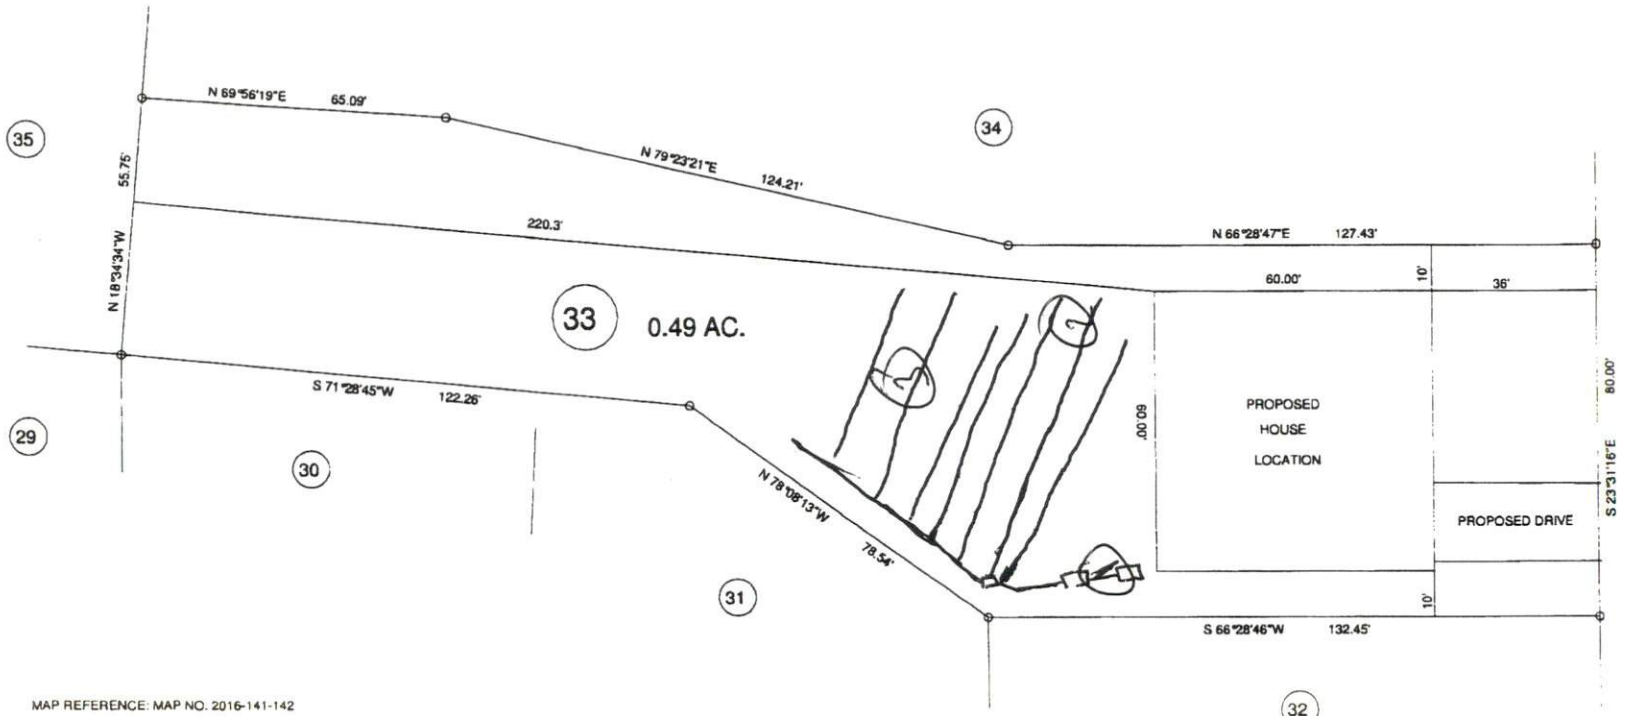 N 69°56'19"E 65.09'
35
34
55.75'
N 79°23'21"E 124.21'
220.3'
N 66°28'47"E 127.43'
N 18°34'34"W
10'
60.00'
36'
33 0.49 AC.
80.00'
S 71°28'45"W 122.26'
60.00'
PROPOSED
HOUSE
LOCATION
29
30
S 23°31'16"E
N 78°08'13"W
PROPOSED DRIVE
78.54'
31
10'
S 66°28'46"W 132.45'
MAP REFERENCE: MAP NO. 2016-141-142
32